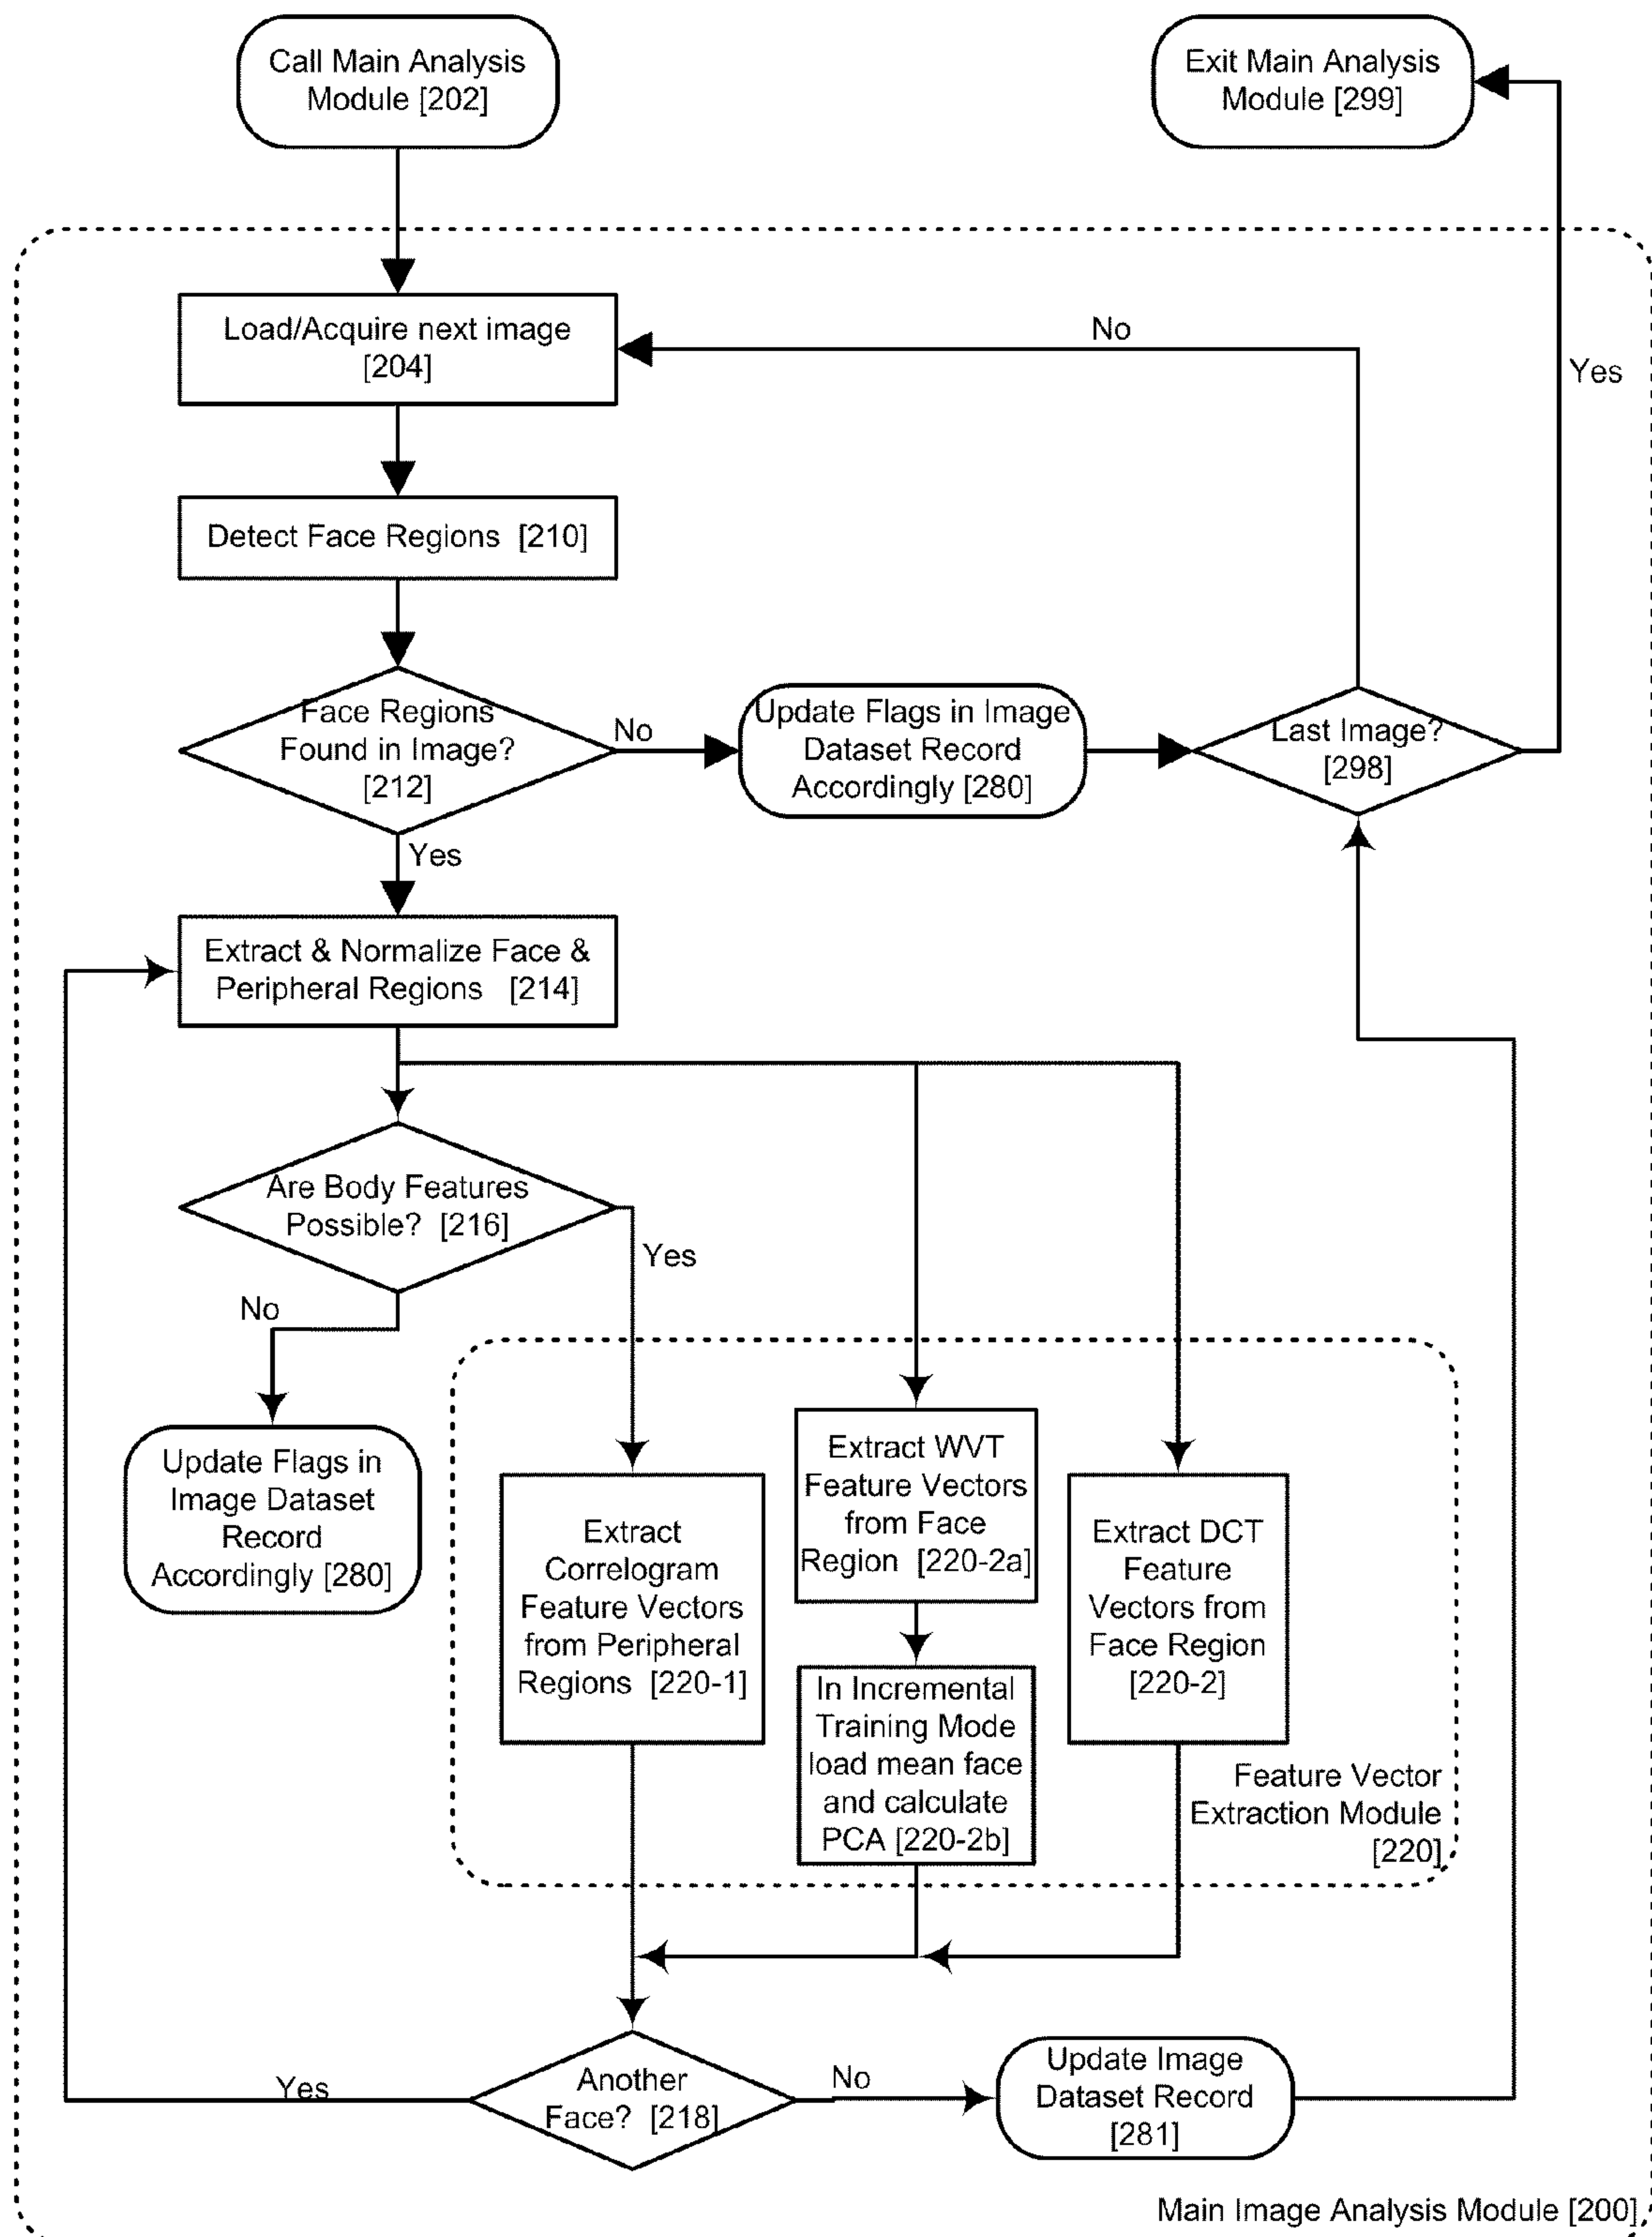 Call Main Analysis
Module [202]
Exit Main Analysis
Module [299]
Load/Acquire next image
[204]
No
Yes
Detect Face Regions [210]
Face Regions
Found in Image?
[212]
No
Update Flags in Image
Dataset Record
Accordingly [280]
Last Image?
[298]
Yes
Extract & Normalize Face &
Peripheral Regions [214]
Are Body Features
Possible? [216]
Yes
No
Update Flags in
Image Dataset
Record
Accordingly [280]
Extract
Correlogram
Feature Vectors
from Peripheral
Regions [220-1]
Extract WVT
Feature Vectors
from Face
Region [220-2a]
In Incremental
Training Mode
load mean face
and calculate
PCA [220-2b]
Extract DCT
Feature
Vectors from
Face Region
[220-2]
Feature Vector
Extraction Module
[220]
Another
Face? [218]
Yes
No
Update Image
Dataset Record
[281]
Main Image Analysis Module [200]